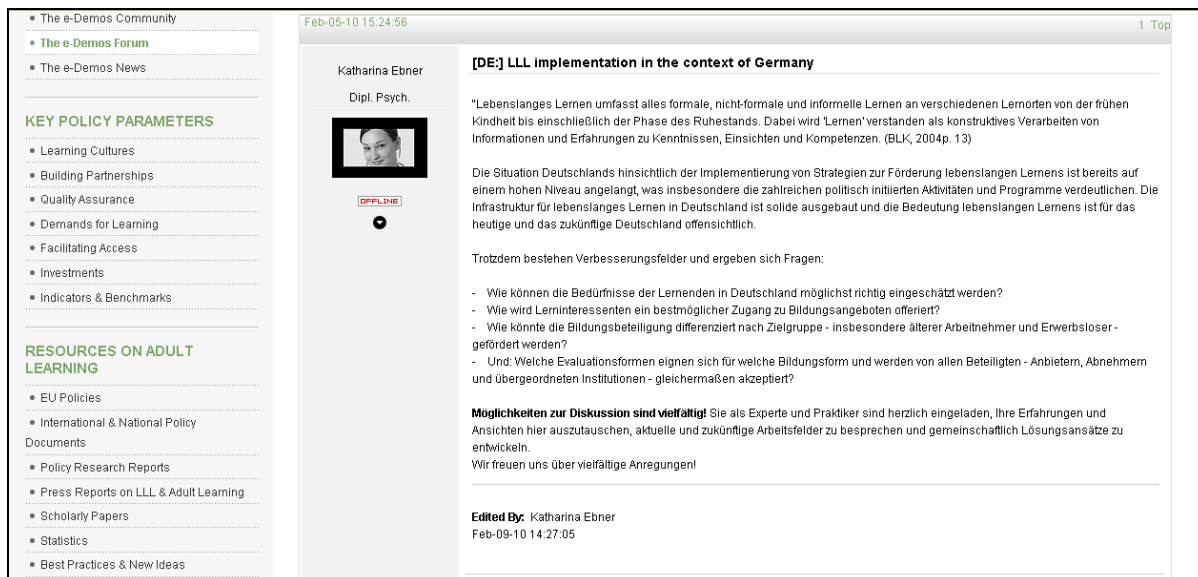 The e-Demos Community
The e-Demos Forum
The e-Demos News
KEY POLICY PARAMETERS
Learning Cultures
Building Partnerships
Quality Assurance
Demands for Learning
Facilitating Access
Investments
Indicators & Benchmarks
RESOURCES ON ADULT
LEARNING
EU Policies
International & National Policy
Documents
Policy Research Reports
Press Reports on LLL & Adult Learning
Scholarly Papers
Statistics
Best Practices & New Ideas
Feb-05-10 15:24:56
1 Top
Katharina Ebner
Dipl. Psych.
OFFLINE
[DE:] LLL implementation in the context of Germany
"Lebenslanges Lernen umfasst alles formale, nicht-formale und informelle Lernen an verschiedenen Lernorten von der frühen
Kindheit bis einschließlich der Phase des Ruhestands. Dabei wird 'Lernen' verstanden als konstruktives Verarbeiten von
Informationen und Erfahrungen zu Kenntnissen, Einsichten und Kompetenzen. (BLK, 2004p. 13)
Die Situation Deutschlands hinsichtlich der Implementierung von Strategien zur Förderung lebenslangen Lernens ist bereits auf
einem hohen Niveau angelangt, was insbesondere die zahlreichen politisch initiierten Aktivitäten und Programme verdeutlichen. Die
Infrastruktur für lebenslanges Lernen in Deutschland ist solide ausgebaut und die Bedeutung lebenslangen Lernens ist für das
heutige und das zukünftige Deutschland offensichtlich.
Trotzdem bestehen Verbesserungsfelder und ergeben sich Fragen:
- Wie können die Bedürfnisse der Lernenden in Deutschland möglichst richtig eingeschätzt werden?
- Wie wird Lerninteressenten ein bestmöglicher Zugang zu Bildungsangeboten offeriert?
- Wie könnte die Bildungsbeteiligung differenziert nach Zielgruppe - insbesondere älterer Arbeitnehmer und Erwerbsloser -
gefördert werden?
- Und: Welche Evaluationsformen eignen sich für welche Bildungsform und werden von allen Beteiligten - Anbietern, Abnehmern
und übergeordneten Institutionen - gleichermaßen akzeptiert?
Möglichkeiten zur Diskussion sind vielfältig! Sie als Experte und Praktiker sind herzlich eingeladen, Ihre Erfahrungen und
Ansichten hier auszutauschen, aktuelle und zukünftige Arbeitsfelder zu besprechen und gemeinschaftlich Lösungsansätze zu
entwickeln.
Wir freuen uns über vielfältige Anregungen!
Edited By: Katharina Ebner
Feb-09-10 14:27:05